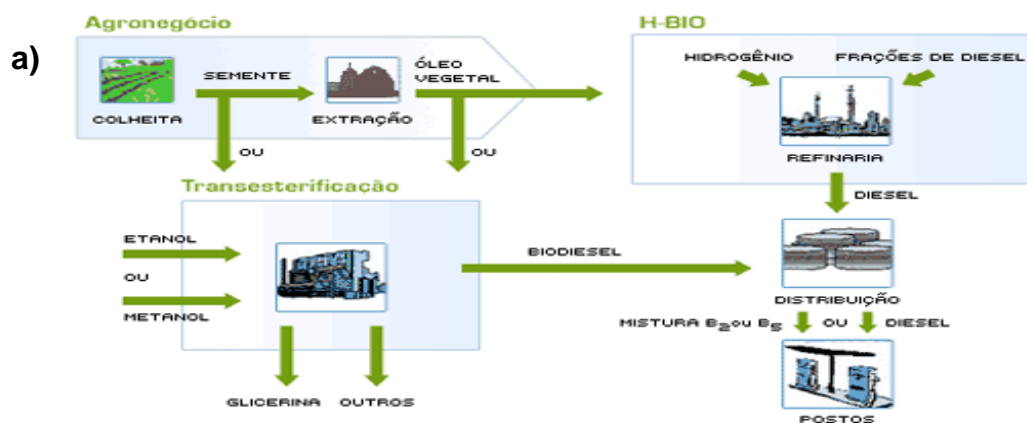 Agronegócio
H-BIO
a)
HIDROGÊNIO
FRAÇÕES DE DIESEL
SEMENTE
ÓLEO
VEGETAL
COLHEITA
EXTRAÇÃO
REFINARIA
OU
OU
Transesterificação
DIESEL
ETANOL
OU
METANOL
BIODIESEL
DISTRIBUIÇÃO
MISTURA B2 OU B5
OU
DIESEL
GLICERINA
OUTROS
POSTOS